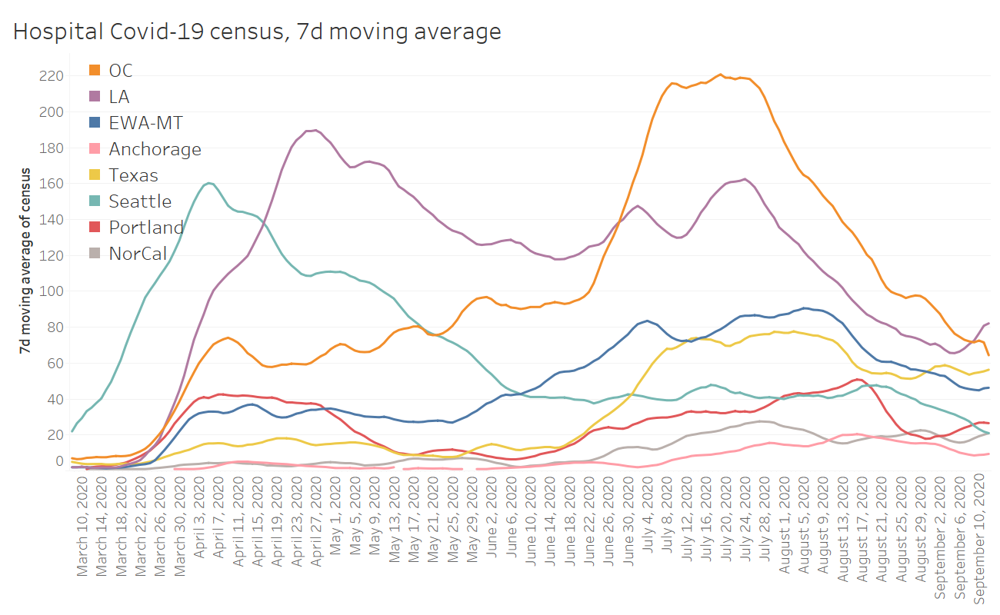 Hospital Covid-19 census, 7d moving average
OC
LA
EWA-MT
Anchorage
Texas
Seattle
Portland
NorCal
7d moving average of census
220
200
180
160
140
120
100
80
60
40
20
0
March 10, 2020
March 14, 2020
March 18, 2020
March 22, 2020
March 26, 2020
March 30, 2020
April 3, 2020
April 7, 2020
April 11, 2020
April 15, 2020
April 19, 2020
April 23, 2020
April 27, 2020
May 1, 2020
May 5, 2020
May 9, 2020
May 13, 2020
May 17, 2020
May 21, 2020
May 25, 2020
May 29, 2020
June 2, 2020
June 6, 2020
June 10, 2020
June 14, 2020
June 18, 2020
June 22, 2020
June 26, 2020
June 30, 2020
July 4, 2020
July 8, 2020
July 12, 2020
July 16, 2020
July 20, 2020
July 24, 2020
July 28, 2020
August 1, 2020
August 5, 2020
August 9, 2020
August 13, 2020
August 17, 2020
August 21, 2020
August 25, 2020
August 29, 2020
September 2, 2020
September 6, 2020
September 10, 2020